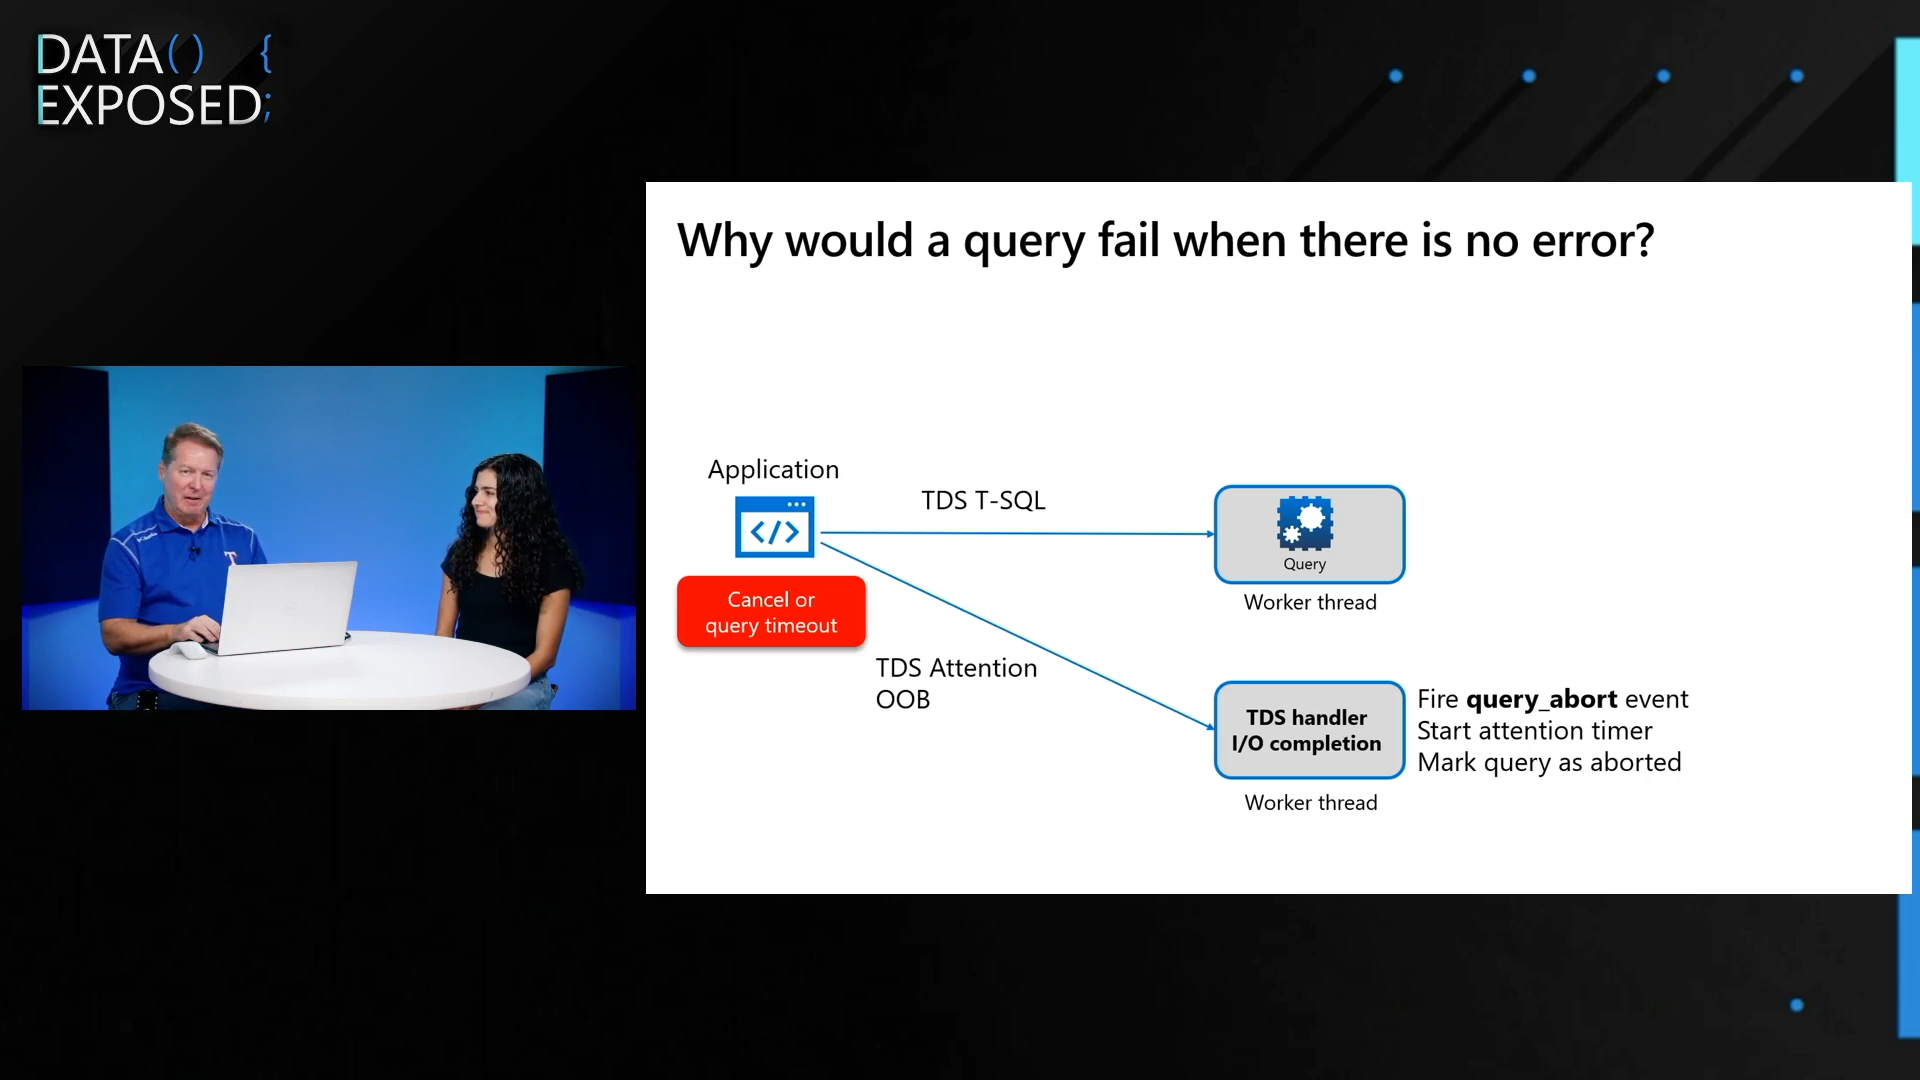 DATA() {
EXPOSED;
Why would a query fail when there is no error?
Application
TDS T-SQL
Query
Worker thread
Cancel or
query timeout
TDS Attention
OOB
TDS handler
I/O completion
Worker thread
Fire query_abort event
Start attention timer
Mark query as aborted
T